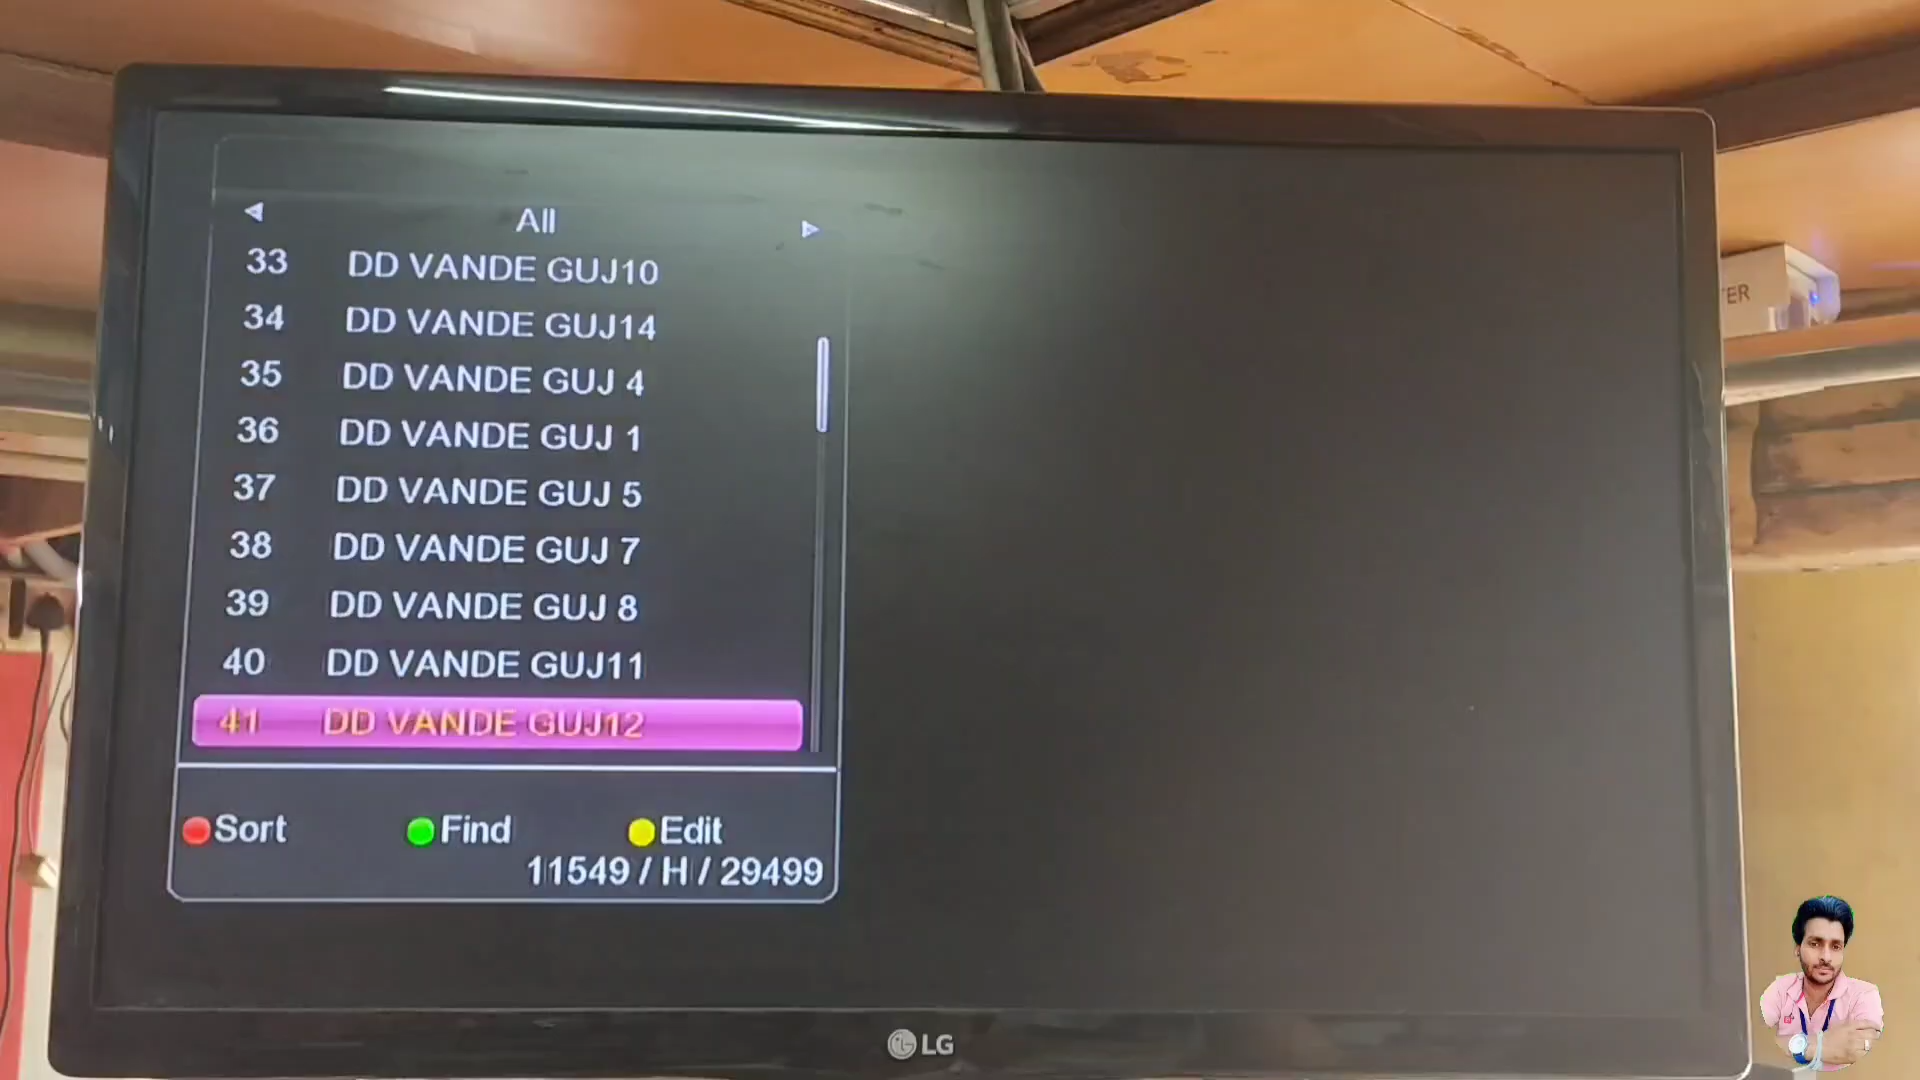 All
33 DD VANDE GUJ10
34 DD VANDE GUJ14
35 DD VANDE GUJ 4
36 DD VANDE GUJ 1
37 DD VANDE GUJ 5
38 DD VANDE GUJ 7
39 DD VANDE GUJ 8
40 DD VANDE GUJ11
41 DD VANDE GUJ12
Sort Find Edit
11549 / H / 29499
LG